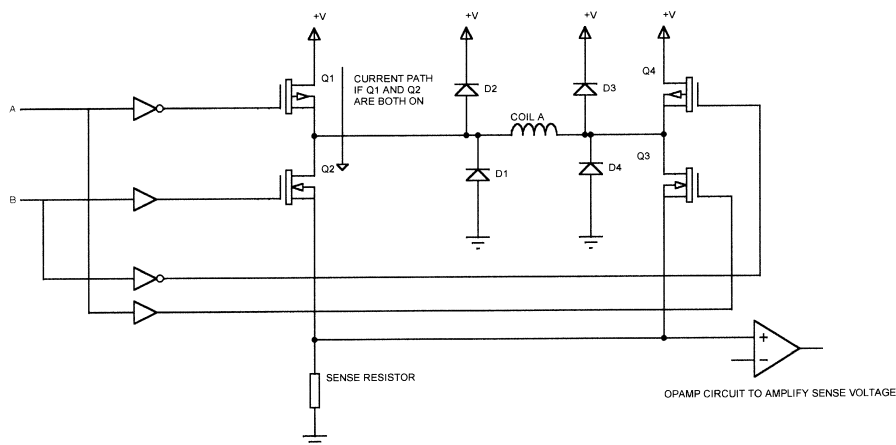 +V
+V
+V
+V
Q1
CURRENT PATH
IF Q1 AND Q2
ARE BOTH ON
D2
D3
Q4
A
COIL A
Q2
D1
D4
Q3
B
+
−
SENSE RESISTOR
OPAMP CIRCUIT TO AMPLIFY SENSE VOLTAGE